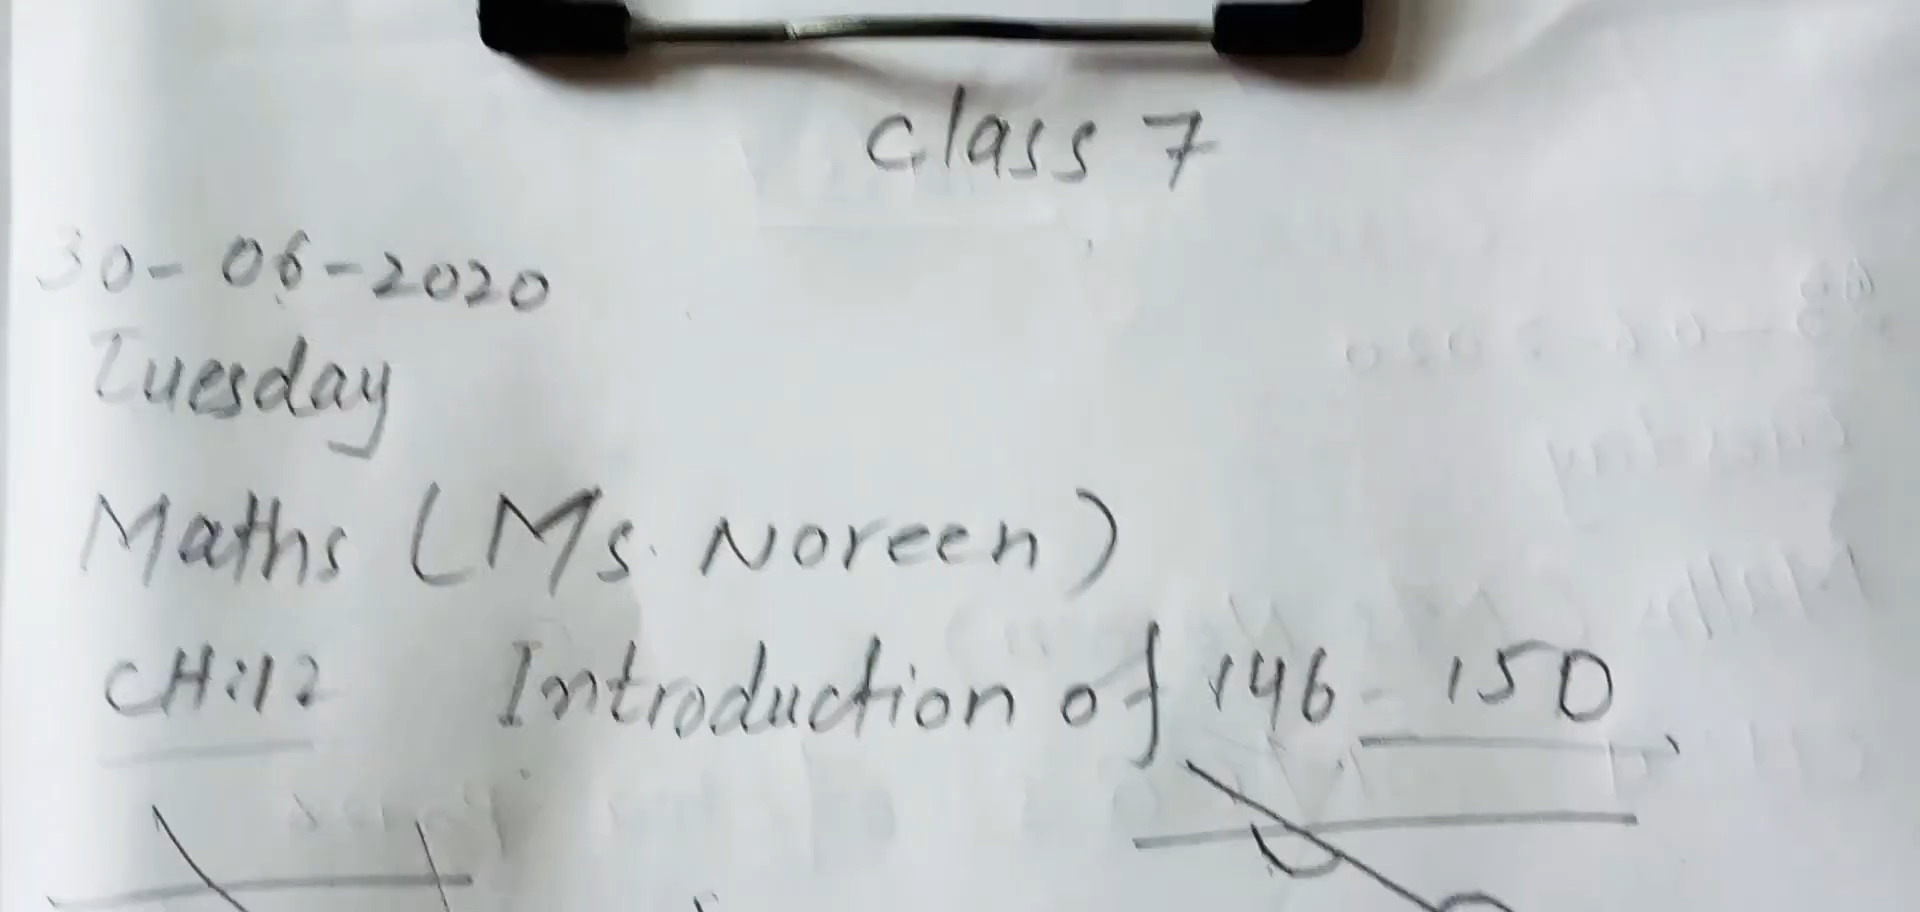 Class 7
30-06-2020
Tuesday
Maths (Ms. Noreen)
CH:12 Introduction of 146-150